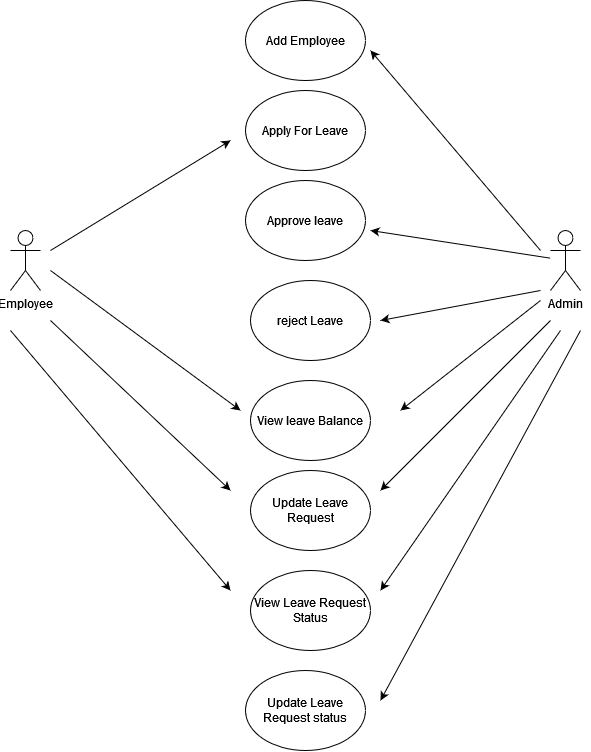 Add Employee
Apply For Leave
Approve leave
Employee
Admin
reject Leave
View leave Balance
Update Leave
Request
View Leave Request
Status
Update Leave
Request status